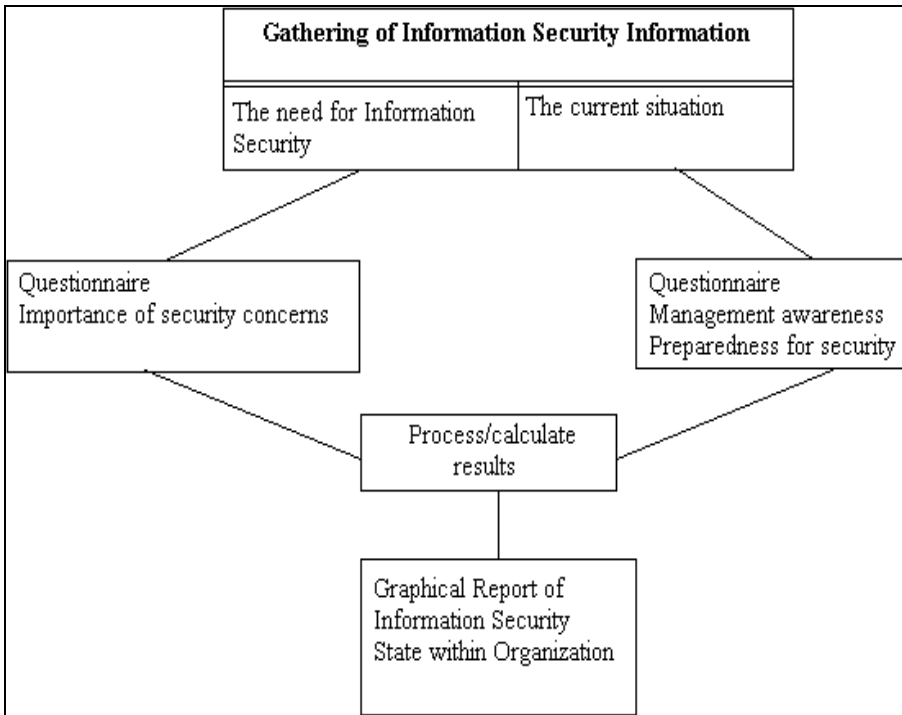 Gathering of Information Security Information
The need for Information
Security
The current situation
Questionnaire
Importance of security concerns
Questionnaire
Management awareness
Preparedness for security
Process/calculate
results
Graphical Report of
Information Security
State within Organization